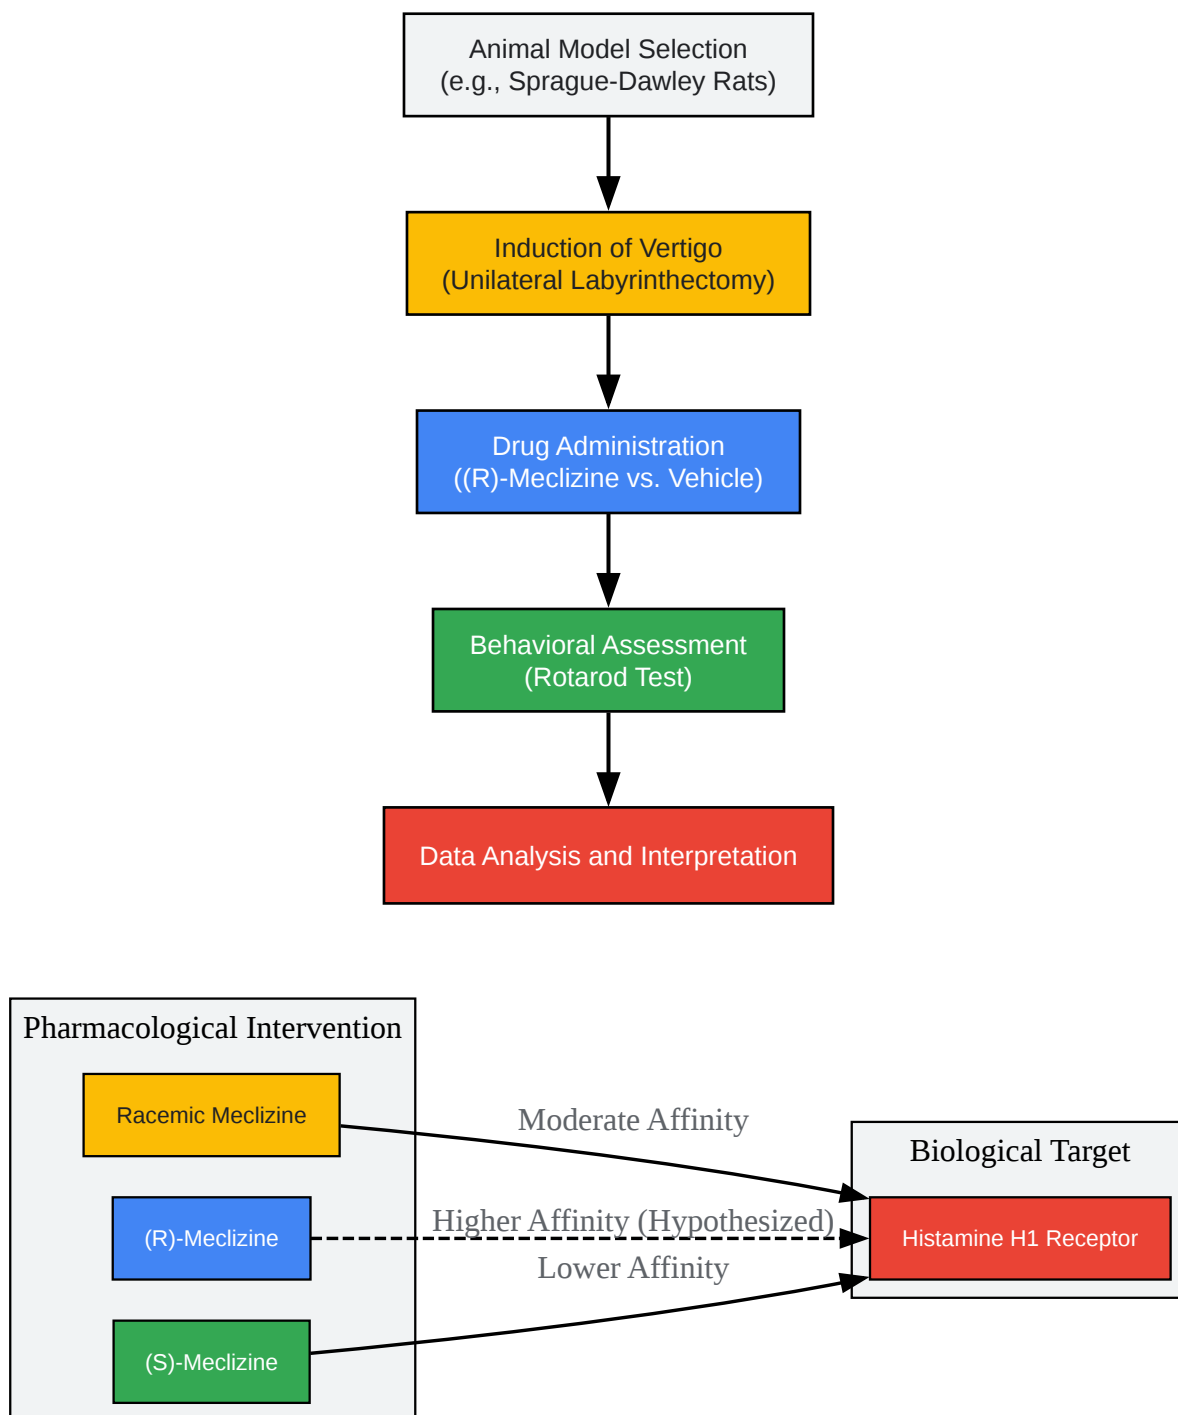 Animal Model Selection
(e.g., Sprague-Dawley Rats)
Induction of Vertigo
(Unilateral Labyrinthectomy)
Drug Administration
((R)-Meclizine vs. Vehicle)
Behavioral Assessment
(Rotarod Test)
Data Analysis and Interpretation
Pharmacological Intervention
Racemic Meclizine
(R)-Meclizine
(S)-Meclizine
Moderate Affinity
Higher Affinity (Hypothesized)
Lower Affinity
Biological Target
Histamine H1 Receptor